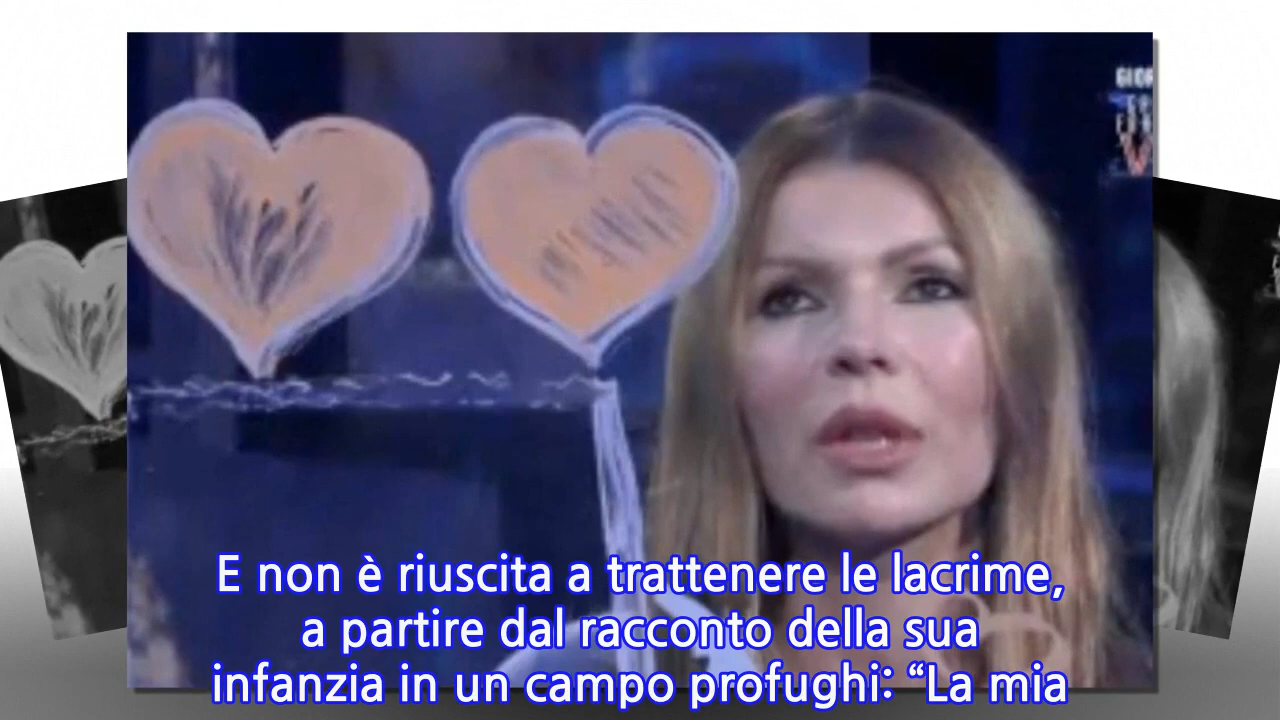 E non è riuscita a trattenere le lacrime,
a partire dal racconto della sua
infanzia in un campo profughi: “La mia